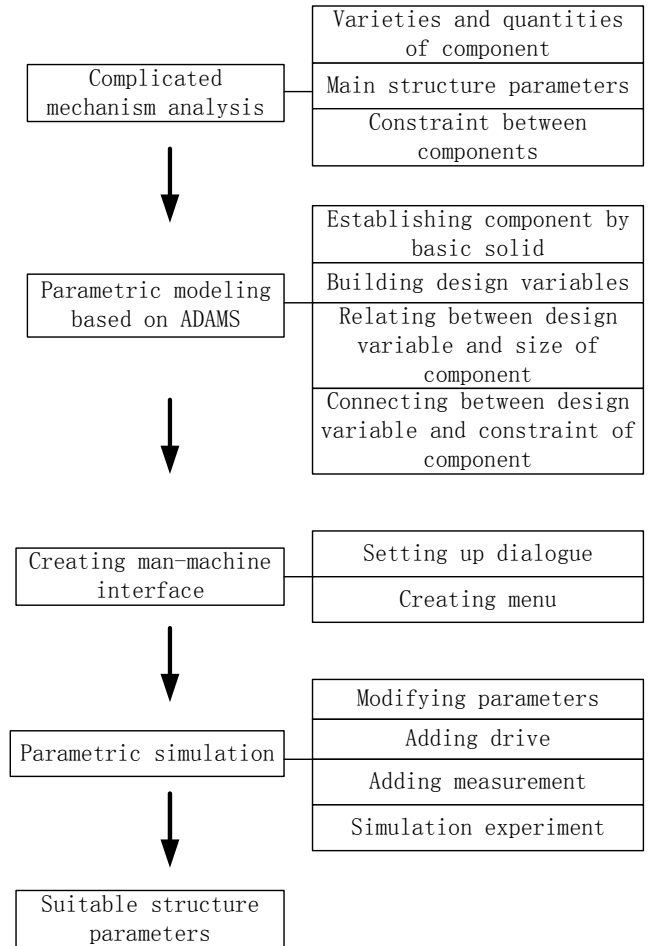 Complicated
mechanism analysis
Varieties and quantities
of component
Main structure parameters
Constraint between
components
Parametric modeling
based on ADAMS
Establishing component by
basic solid
Building design variables
Relating between design
variable and size of
component
Connecting between design
variable and constraint of
component
Creating man-machine
interface
Setting up dialogue
Creating menu
Parametric simulation
Modifying parameters
Adding drive
Adding measurement
Simulation experiment
Suitable structure
parameters